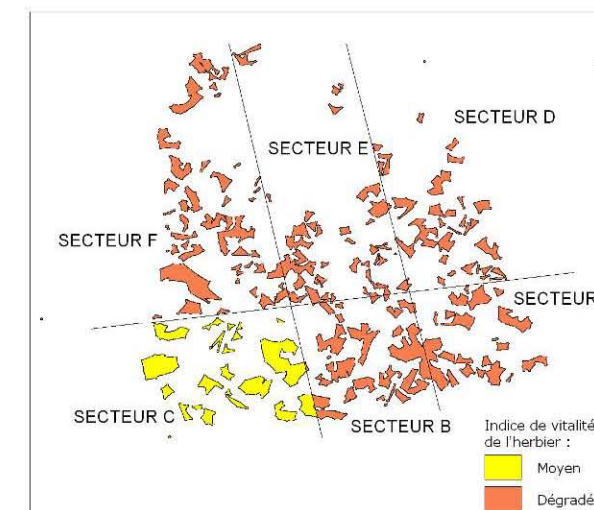 SECTEUR D
SECTEUR E
SECTEUR F
SECTEUR
SECTEUR C
SECTEUR B
Indice de vitalité
de l'herbier :
Moyen
Dégradé